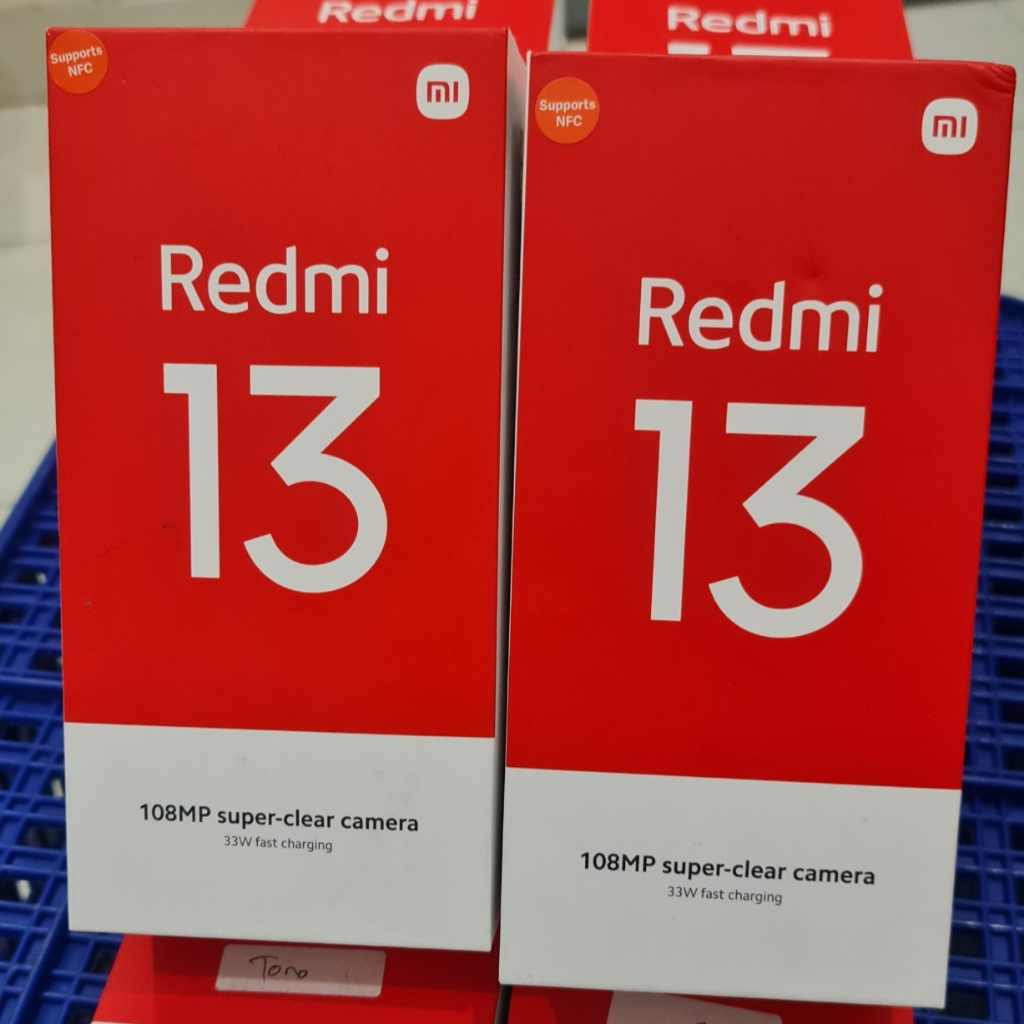 Redmi
Redmi
Supports
NFC
mi
Redmi
13
108MP super-clear camera
33W fast charging
Supports
NFC
mi
Redmi
13
108MP super-clear camera
33W fast charging
Tono